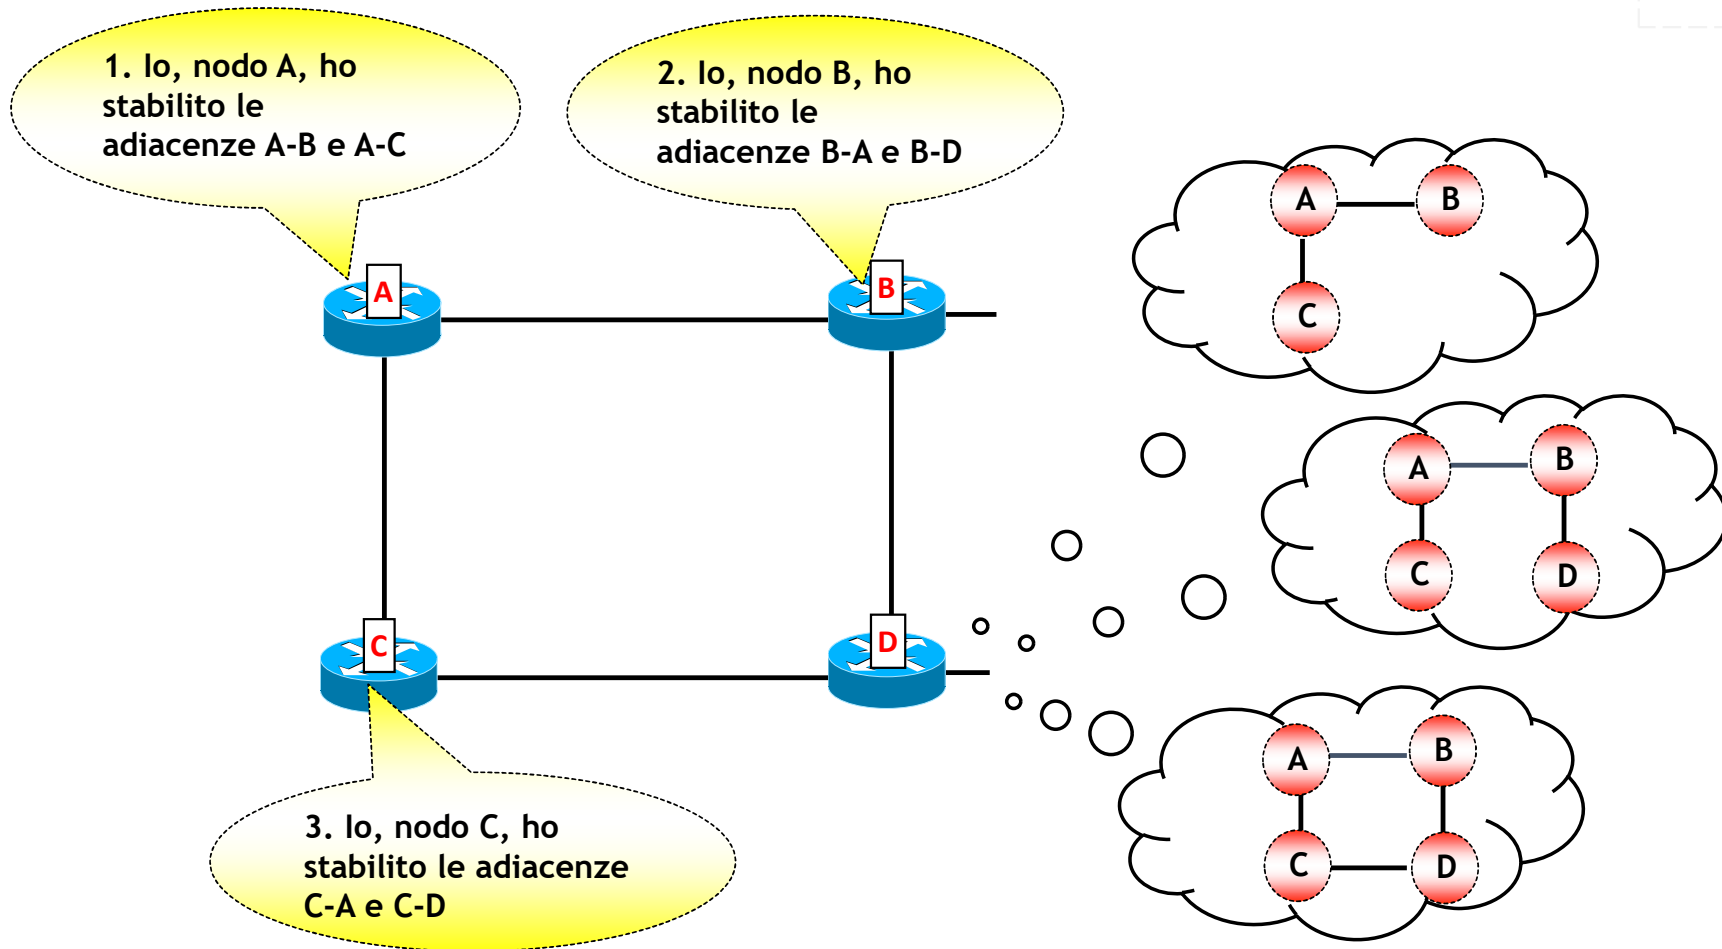 1. Io, nodo A, ho
stabilito le
adiacenze A-B e A-C
2. Io, nodo B, ho
stabilito le
adiacenze B-A e B-D
A
B
C
D
3. Io, nodo C, ho
stabilito le adiacenze
C-A e C-D
A
B
C
A
B
C
D
A
B
C
D